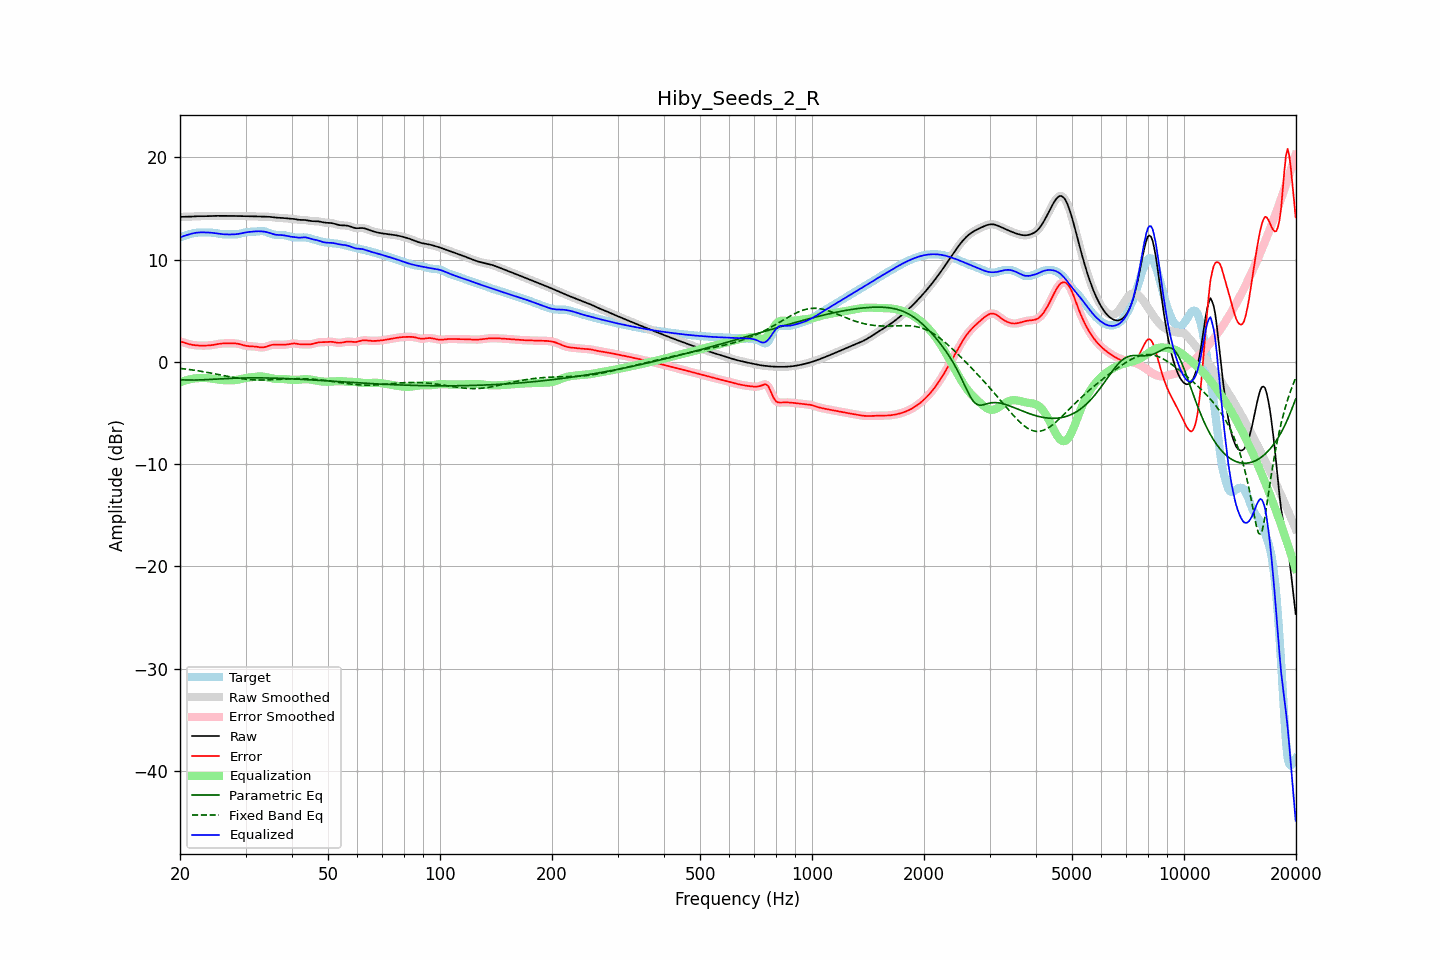 Hiby_Seeds_2_R
20
10
0
−10
−20
−30
−40
Amplitude (dBr)
Target
Raw Smoothed
Error Smoothed
Raw
Error
Equalization
Parametric Eq
Fixed Band Eq
Equalized
20 50 100 200 500 1000 2000 5000 10000 20000
Frequency (Hz)